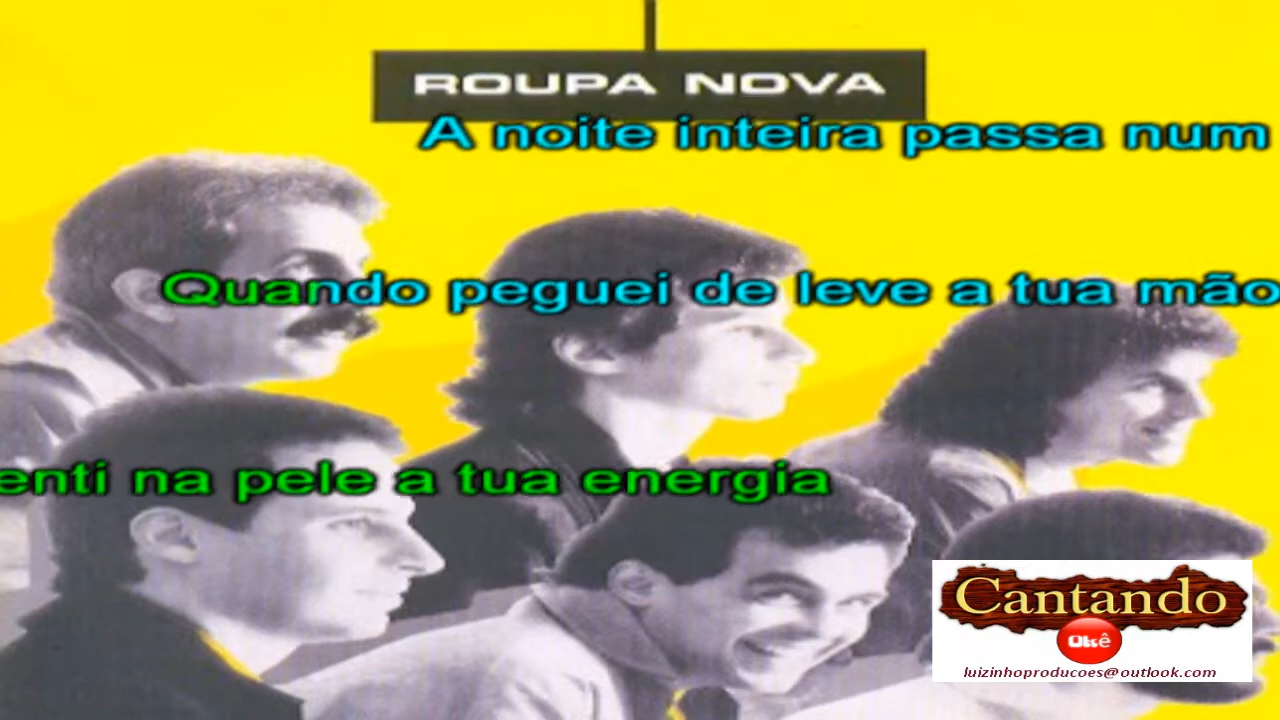 ROUPA NOVA
A noite inteira passa num
Quando peguei de leve a tua mão
enti na pele a tua energia
Cantando
Okê
luizinhoproducoes@outlook.com